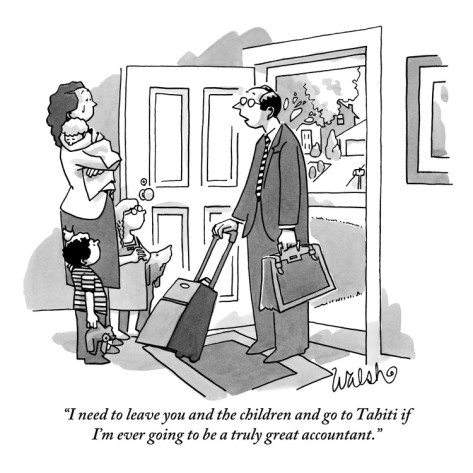 Walsh
“I need to leave you and the children and go to Tahiti if
I’m ever going to be a truly great accountant.”